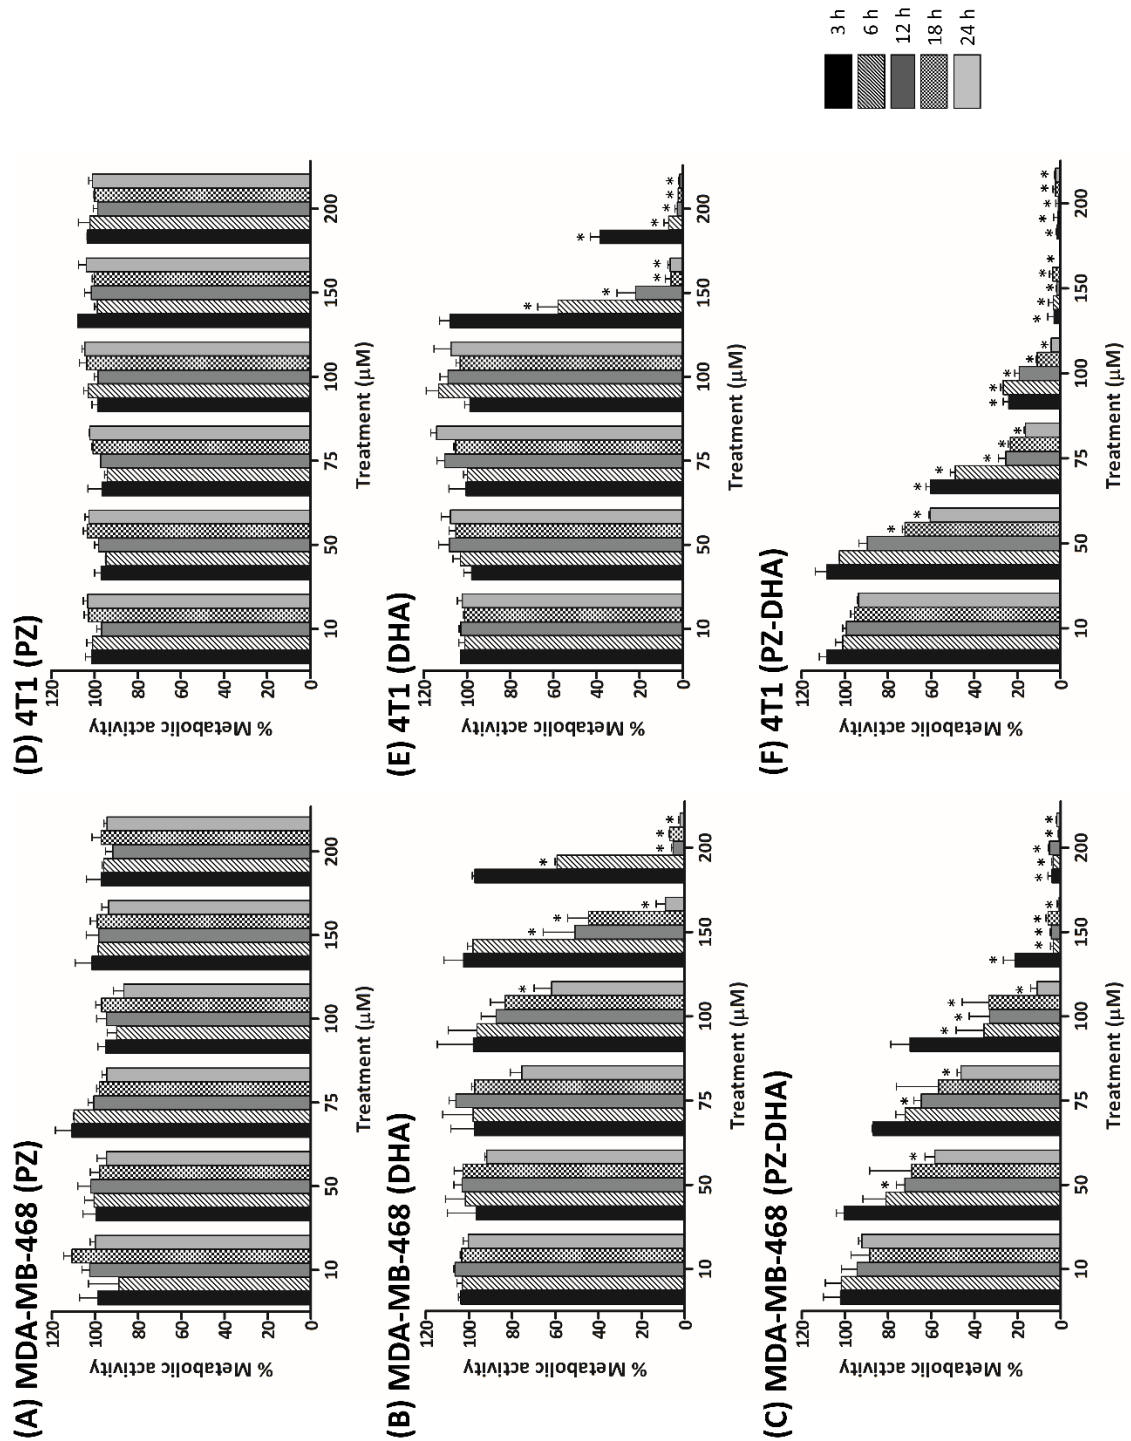 (A) MDA-MB-468 (PZ)
% Metabolic activity
120
100
80
60
40
20
0
10 50 75 100 150 200
Treatment (μM)
(D) 4T1 (PZ)
% Metabolic activity
120
100
80
60
40
20
0
10 50 75 100 150 200
Treatment (μM)
(B) MDA-MB-468 (DHA)
% Metabolic activity
120
100
80
60
40
20
0
10 50 75 100 150 200
Treatment (μM)
(E) 4T1 (DHA)
% Metabolic activity
120
100
80
60
40
20
0
10 50 75 100 150 200
Treatment (μM)
(C) MDA-MB-468 (PZ-DHA)
% Metabolic activity
120
100
80
60
40
20
0
10 50 75 100 150 200
Treatment (μM)
(F) 4T1 (PZ-DHA)
% Metabolic activity
120
100
80
60
40
20
0
10 50 75 100 150 200
Treatment (μM)
3 h
6 h
12 h
18 h
24 h